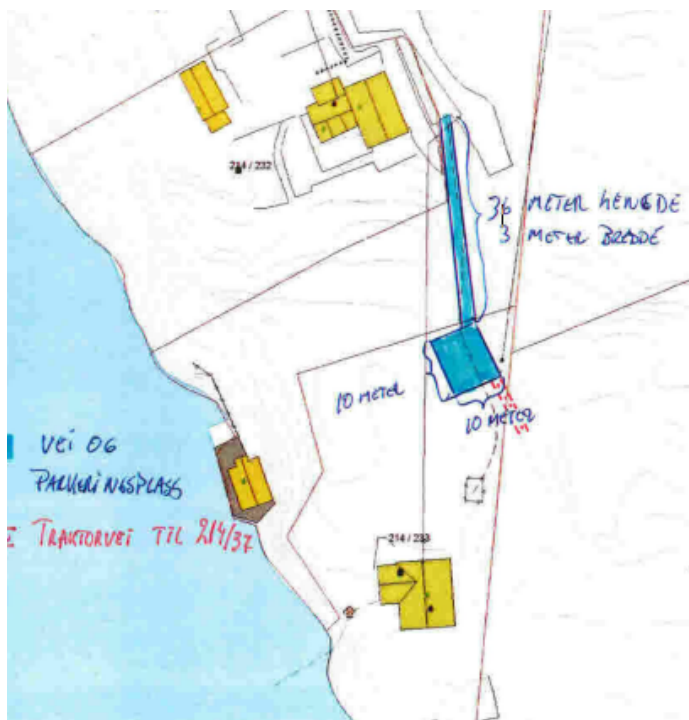 214 / 232
36 METER LENGDE
3 METER BREDDE
10 METER
10 METER
VEI OG
PARKERINGSPLASS
TRAKTORVEI TIL 214/37
214 / 233